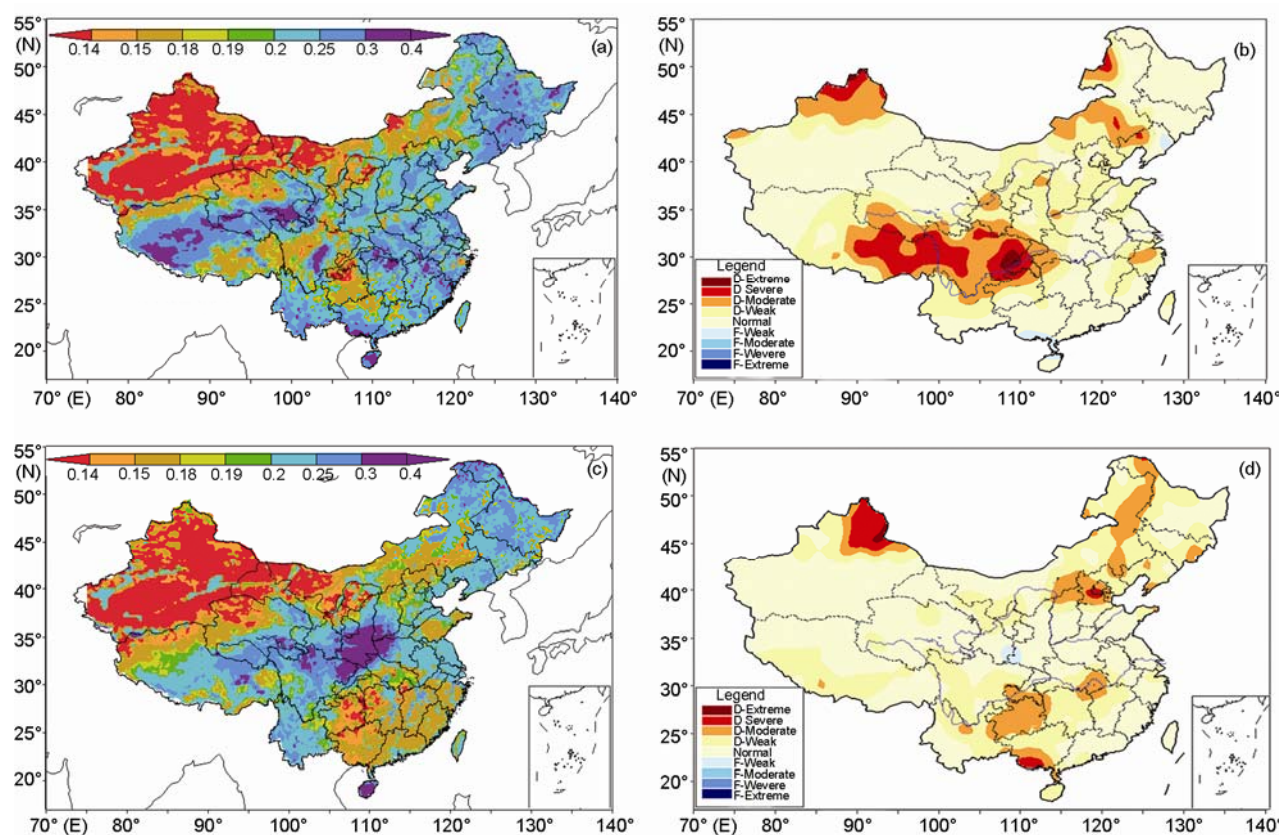 55°
(N)
50°
45°
40°
35°
30°
25°
20°
0.14 0.15 0.18 0.19 0.2 0.25 0.3 0.4
(a)
70° (E) 80° 90° 100° 110° 120° 130° 140°
55°
(N)
50°
45°
40°
35°
30°
25°
20°
(b)
Legend
D-Extreme
D Severe
D-Moderate
D-Weak
Normal
F-Weak
F-Moderate
F-Wevere
F-Extreme
70° (E) 80° 90° 100° 110° 120° 130° 140°
55°
(N)
50°
45°
40°
35°
30°
25°
20°
0.14 0.15 0.18 0.19 0.2 0.25 0.3 0.4
(c)
70 (E) 80 90 100 110 120 130 140
55°
(N)
50°
45°
40°
35°
30°
25°
20°
(d)
Legend
D-Extreme
D Severe
D-Moderate
D-Weak
Normal
F-Weak
F-Moderate
F-Wevere
F-Extreme
70° (E) 80° 90° 100° 110° 120° 130° 140°